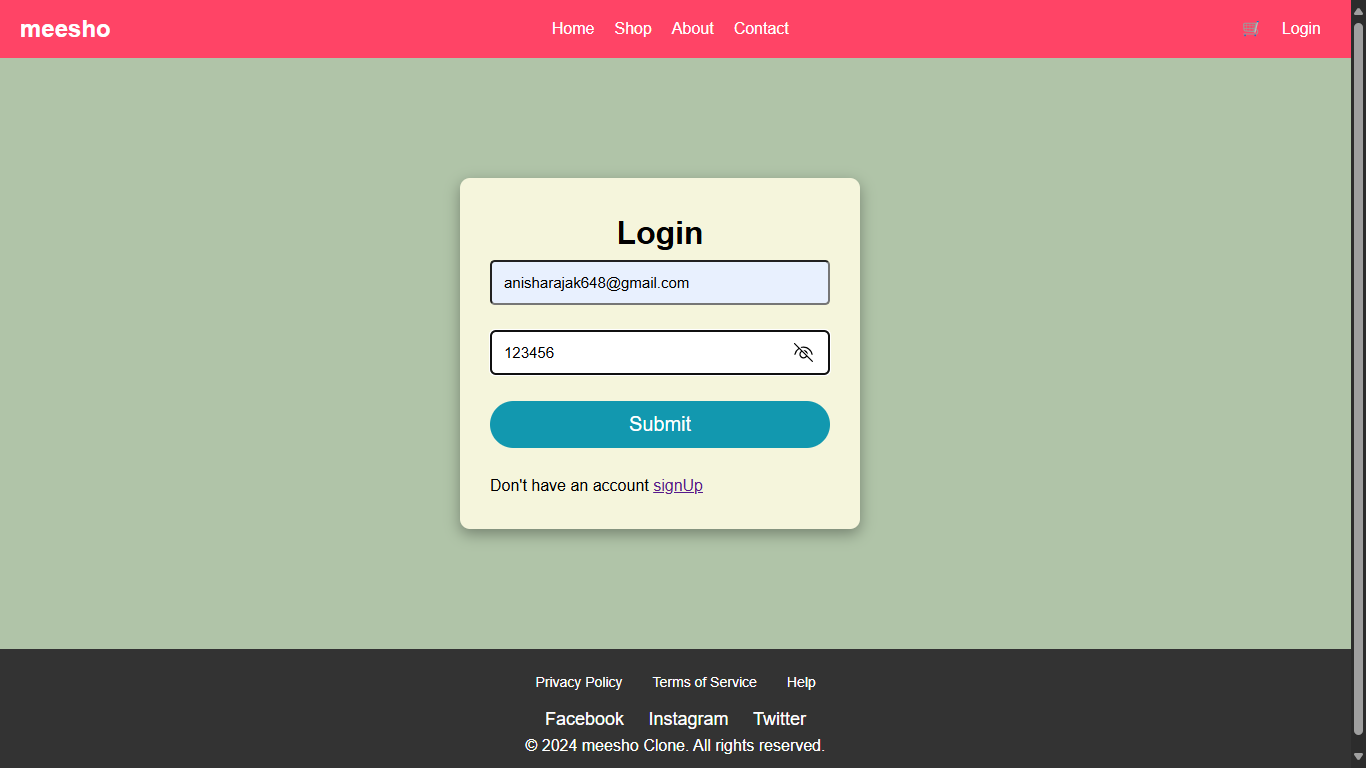 meesho Home Shop About Contact 🛒 Login
Login
anisharajak648@gmail.com
123456
Submit
Don't have an account signUp
Privacy Policy Terms of Service Help
Facebook Instagram Twitter
© 2024 meesho Clone. All rights reserved.